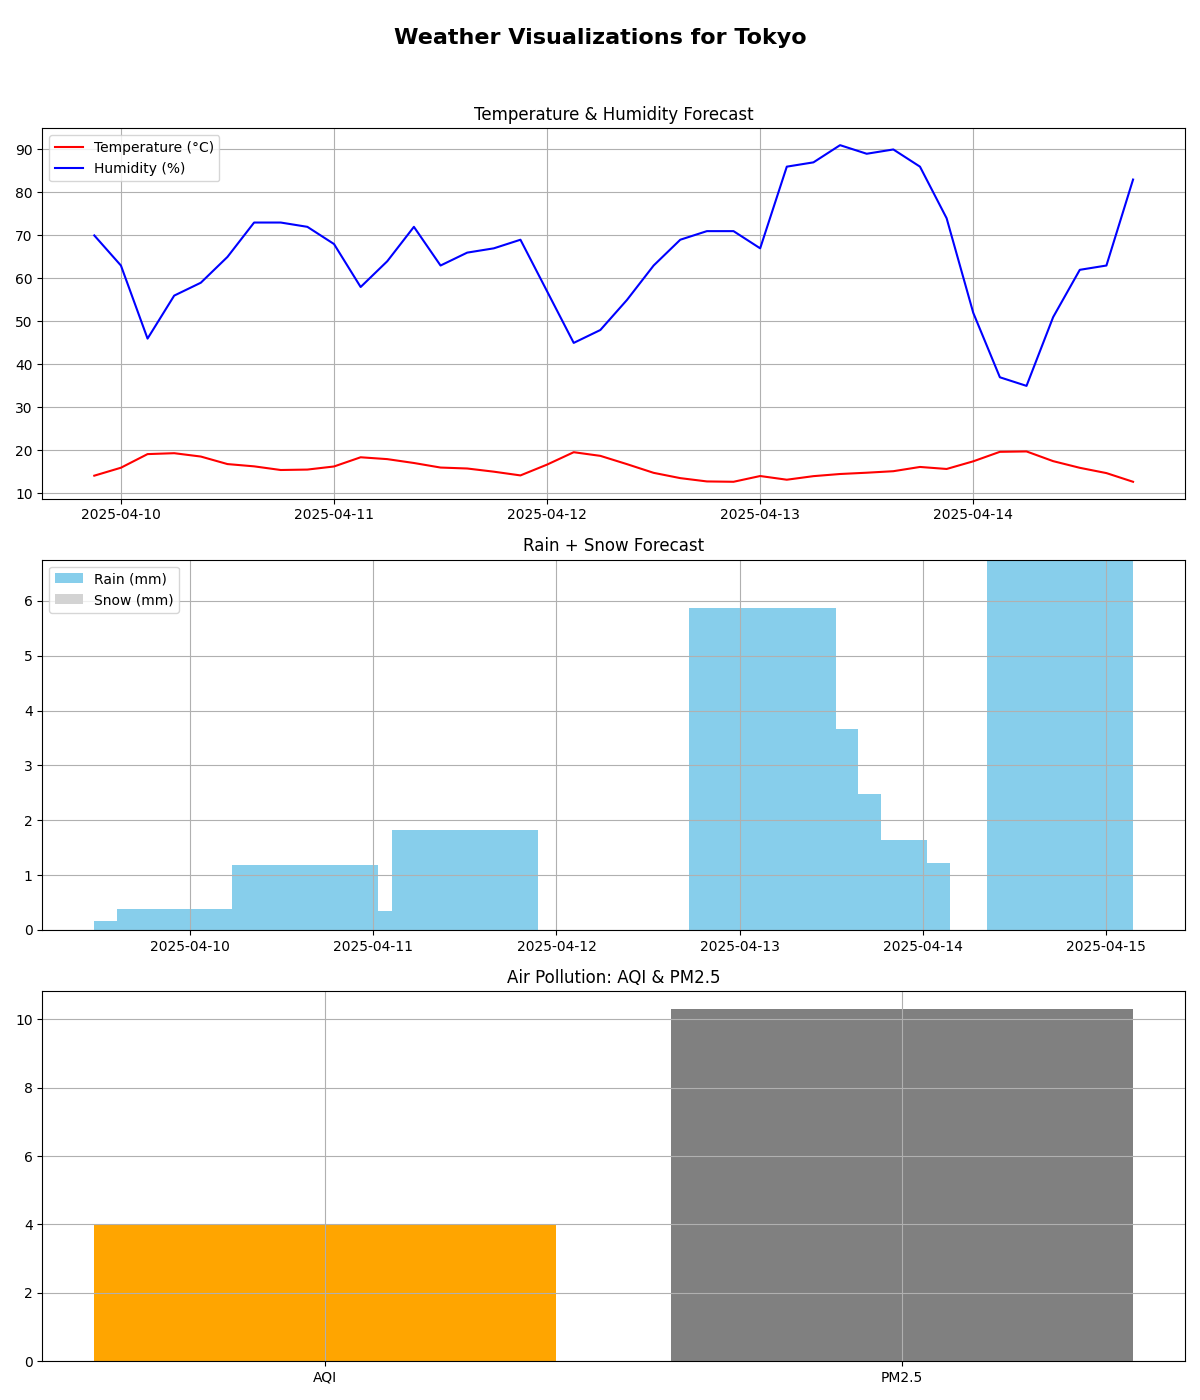 Weather Visualizations for Tokyo
Temperature & Humidity Forecast
Temperature (°C)
Humidity (%)
90
80
70
60
50
40
30
20
10
2025-04-10 2025-04-11 2025-04-12 2025-04-13 2025-04-14
Rain + Snow Forecast
Rain (mm)
Snow (mm)
6
5
4
3
2
1
0
2025-04-10 2025-04-11 2025-04-12 2025-04-13 2025-04-14 2025-04-15
Air Pollution: AQI & PM2.5
10
8
6
4
2
0
AQI PM2.5